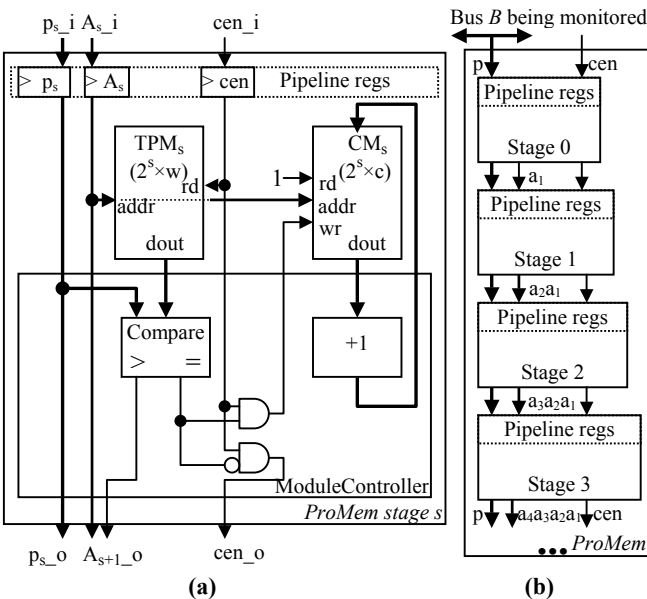 p_s_i A_s_i cen_i
> p_s > A_s > cen Pipeline regs
TPM_s
(2^s×w)
rd
addr
dout
CM_s
(2^s×c)
1
rd
addr
wr
dout
Compare
> =
+1
ModuleController
ProMem stage s
p_s_o A_s+1_o cen_o
(a)
Bus B being monitored
p cen
Pipeline regs
Stage 0
a_1
Pipeline regs
Stage 1
a_2a_1
Pipeline regs
Stage 2
a_3a_2a_1
Pipeline regs
Stage 3
p a_4a_3a_2a_1 cen
••• ProMem
(b)